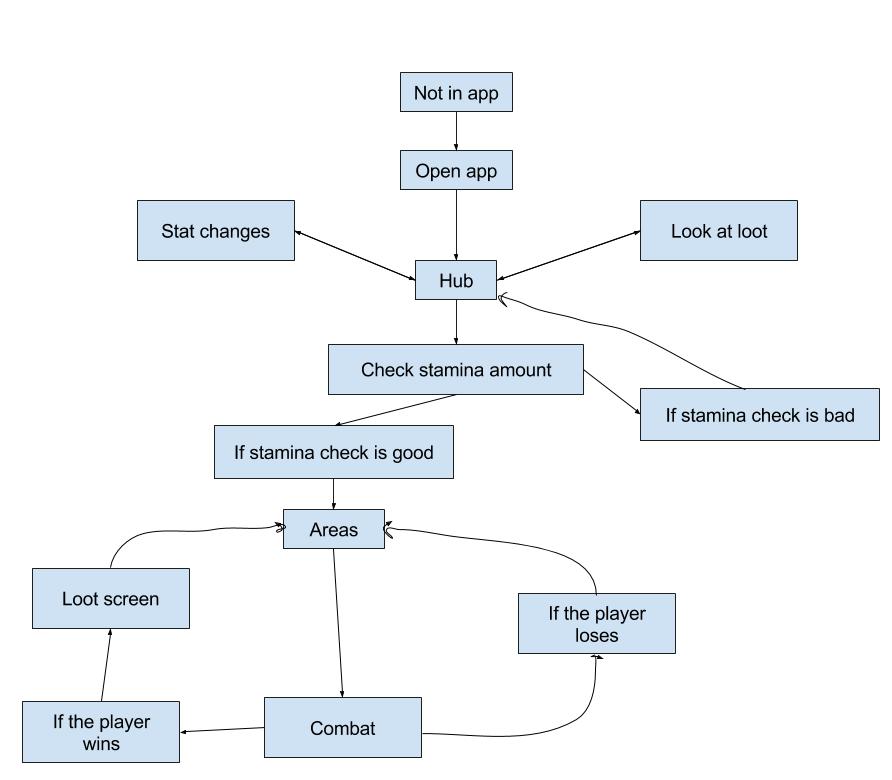 Not in app
Open app
Stat changes
Look at loot
Hub
Check stamina amount
If stamina check is bad
If stamina check is good
Areas
Loot screen
If the player
loses
If the player
wins
Combat